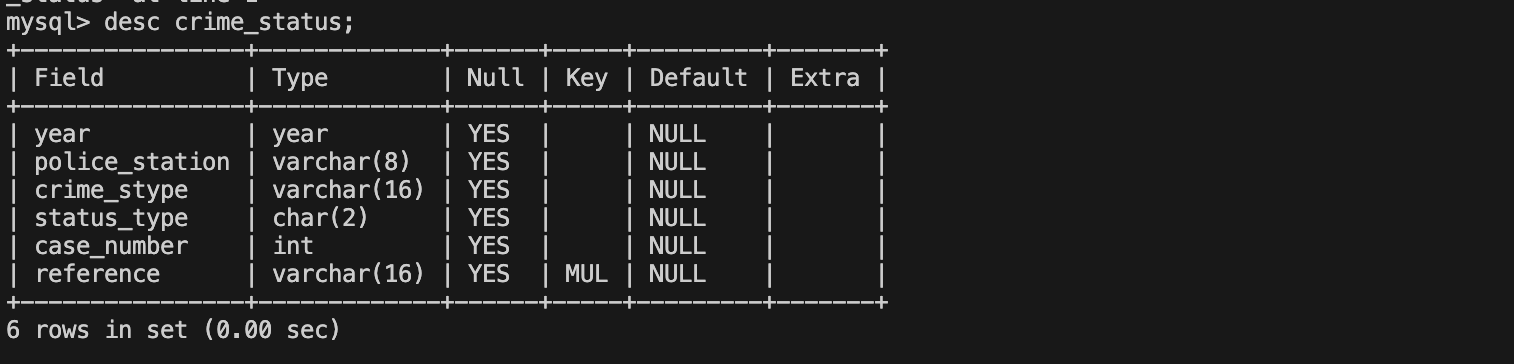 mysql> desc crime_status;
+----------------+-------------+------+-----+---------+-------+
| Field          | Type        | Null | Key | Default | Extra |
+----------------+-------------+------+-----+---------+-------+
| year           | year        | YES  |     | NULL    |       |
| police_station | varchar(8)  | YES  |     | NULL    |       |
| crime_stype    | varchar(16) | YES  |     | NULL    |       |
| status_type    | char(2)     | YES  |     | NULL    |       |
| case_number    | int         | YES  |     | NULL    |       |
| reference      | varchar(16) | YES  | MUL | NULL    |       |
+----------------+-------------+------+-----+---------+-------+
6 rows in set (0.00 sec)